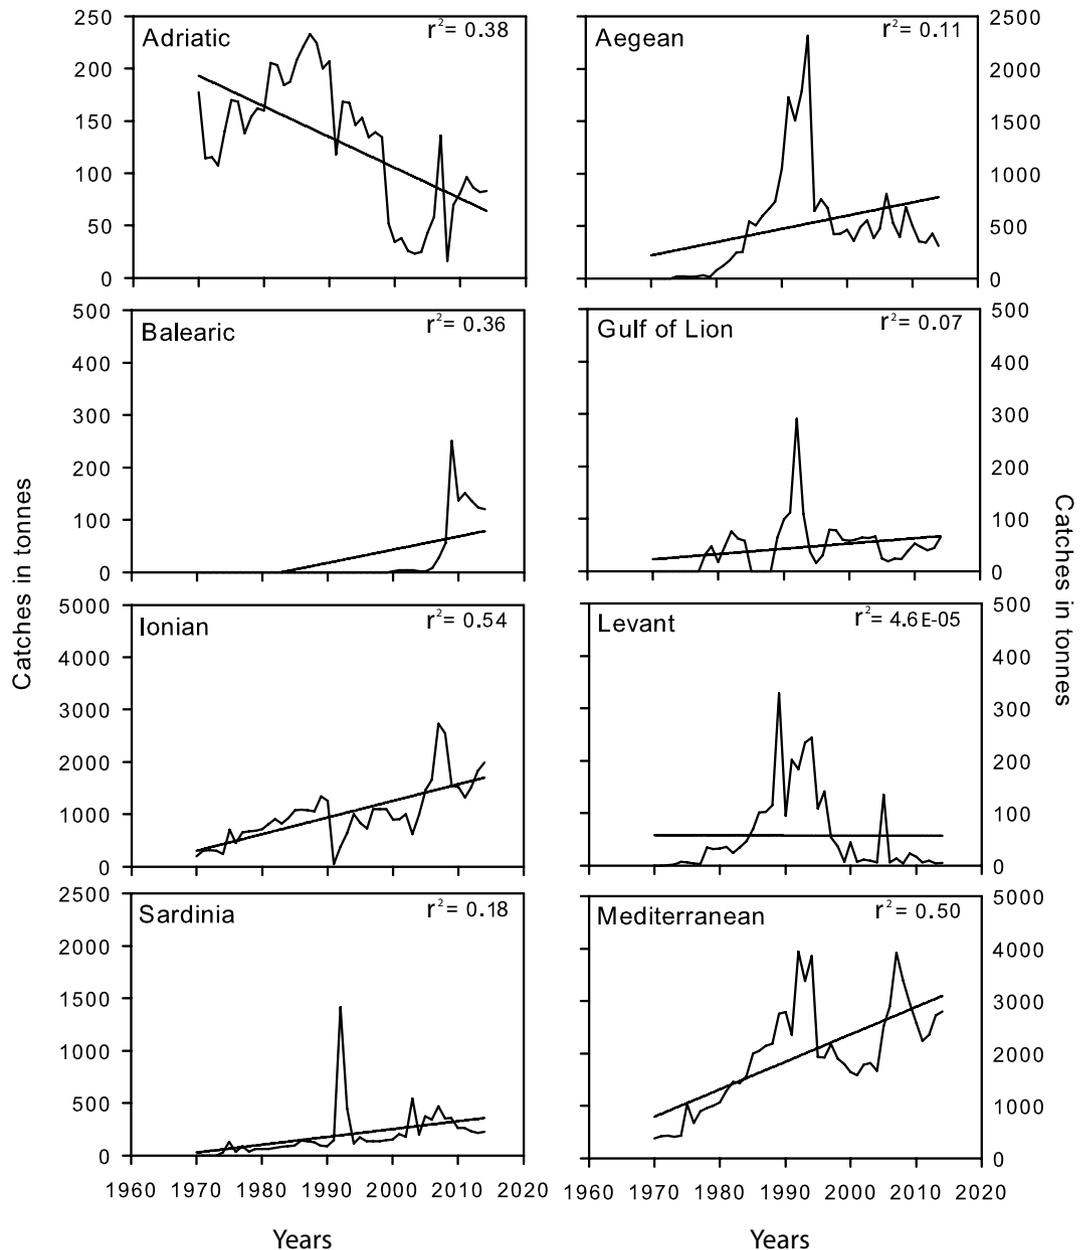 Adriatic
r²= 0.38
250
200
150
100
50
0
Aegean
r²= 0.11
2500
2000
1500
1000
500
0
Balearic
r²= 0.36
500
400
300
200
100
0
Gulf of Lion
r²= 0.07
500
400
300
200
100
0
Ionian
r²= 0.54
5000
4000
3000
2000
1000
0
Levant
r²= 4.6E-05
500
400
300
200
100
0
Sardinia
r²= 0.18
2500
2000
1500
1000
500
0
Mediterranean
r²= 0.50
5000
4000
3000
2000
1000
0
Catches in tonnes
Catches in tonnes
1960 1970 1980 1990 2000 2010 2020
1960 1970 1980 1990 2000 2010 2020
Years
Years